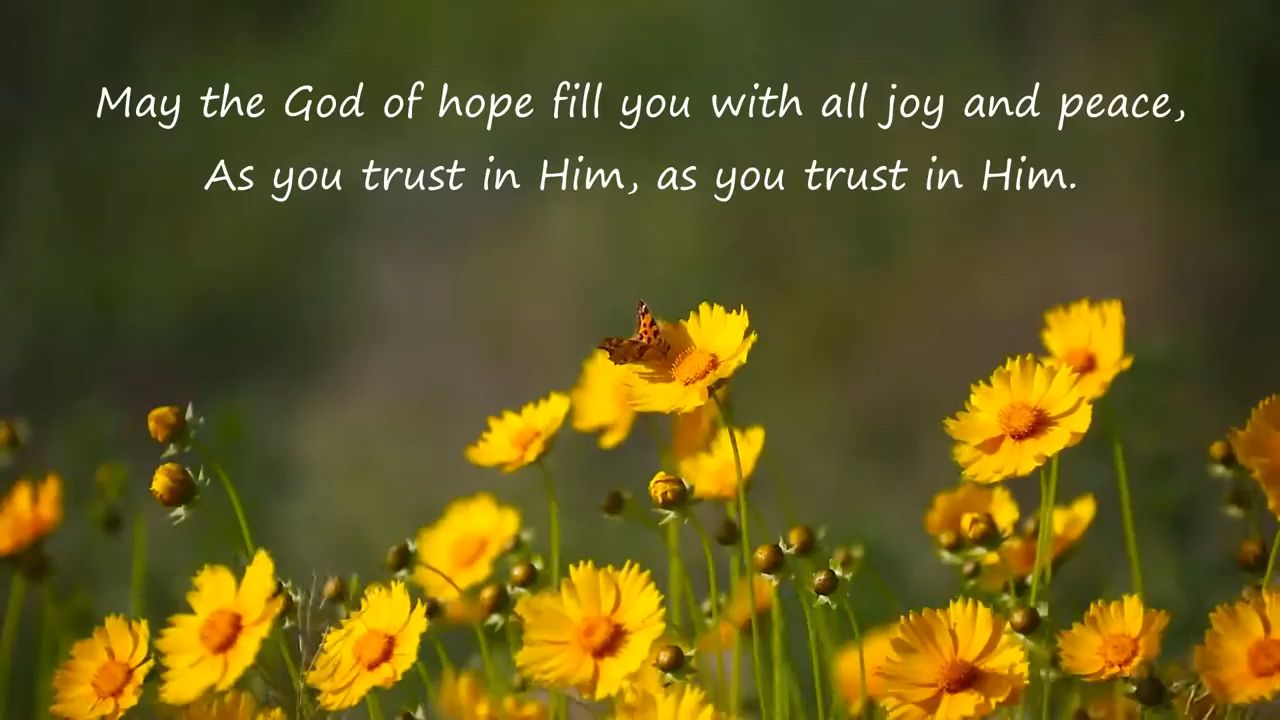 May the God of hope fill you with all joy and peace,
As you trust in Him, as you trust in Him.